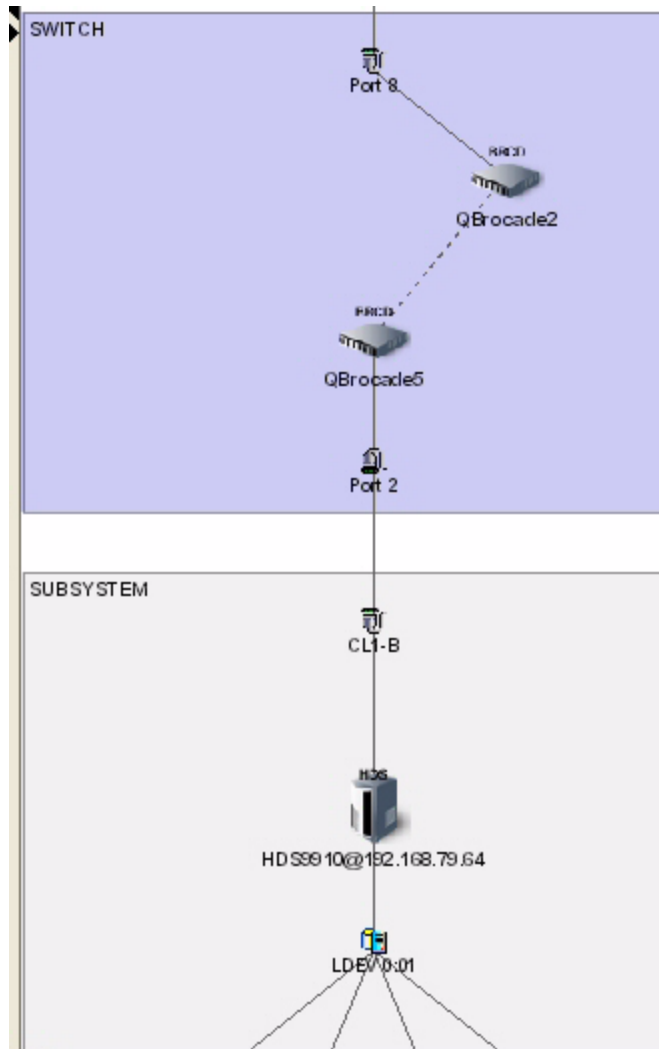 SWITCH
Port 8
BRCD
QBrocade2
BRCD
QBrocade5
Port 2
SUBSYSTEM
CL1-B
HDS
HDS9910@192.168.79.64
LDEV 0:01